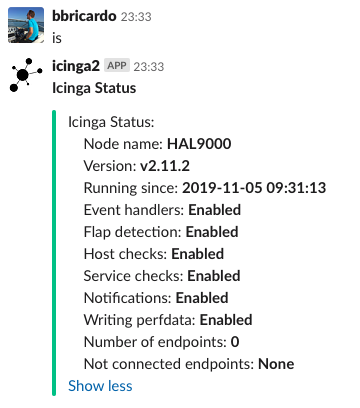 bbricardo 23:33
is
icinga2 APP 23:33
Icinga Status
Icinga Status:
Node name: HAL9000
Version: v2.11.2
Running since: 2019-11-05 09:31:13
Event handlers: Enabled
Flap detection: Enabled
Host checks: Enabled
Service checks: Enabled
Notifications: Enabled
Writing perfdata: Enabled
Number of endpoints: 0
Not connected endpoints: None
Show less